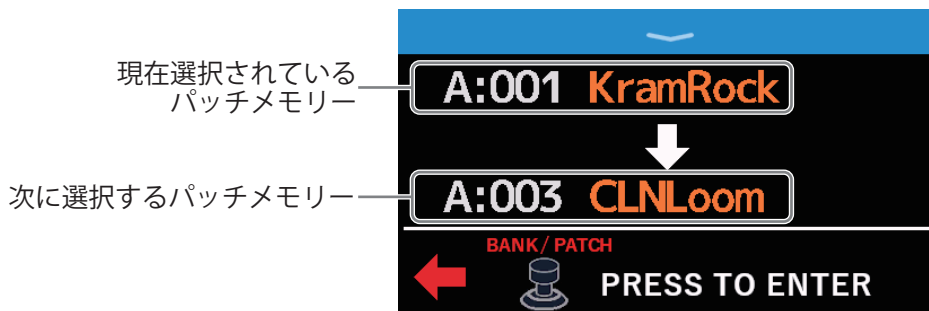 現在選択されている
パッチメモリー
A:001 KramRock
次に選択するパッチメモリー
A:003 CLNLoom
BANK/PATCH
PRESS TO ENTER